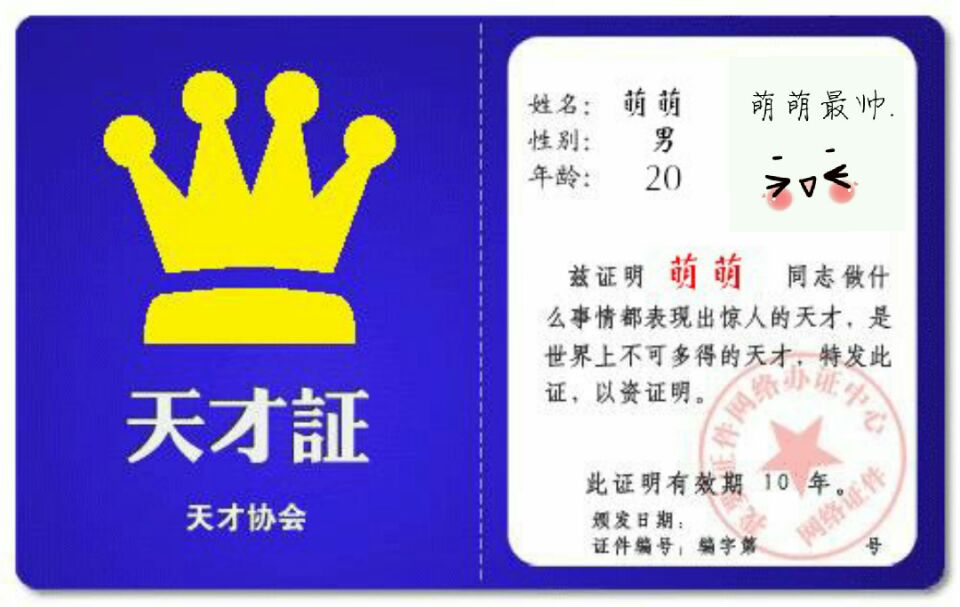 天才証
天才协会
姓名: 萌萌
性别: 男
年龄: 20
萌萌最帅.
兹证明 萌萌 同志做什
么事情都表现出惊人的天才，是
世界上不可多得的天才，特发此
证，以资证明。
此证明有效期 10 年。
颁发日期:
证件编号: 编字第 号
证件网络办证中心
网络证件